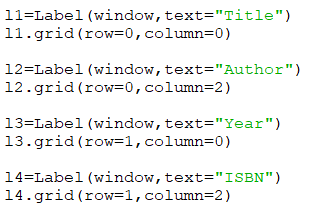 l1=Label(window,text="Title")
l1.grid(row=0,column=0)

l2=Label(window,text="Author")
l2.grid(row=0,column=2)

l3=Label(window,text="Year")
l3.grid(row=1,column=0)

l4=Label(window,text="ISBN")
l4.grid(row=1,column=2)